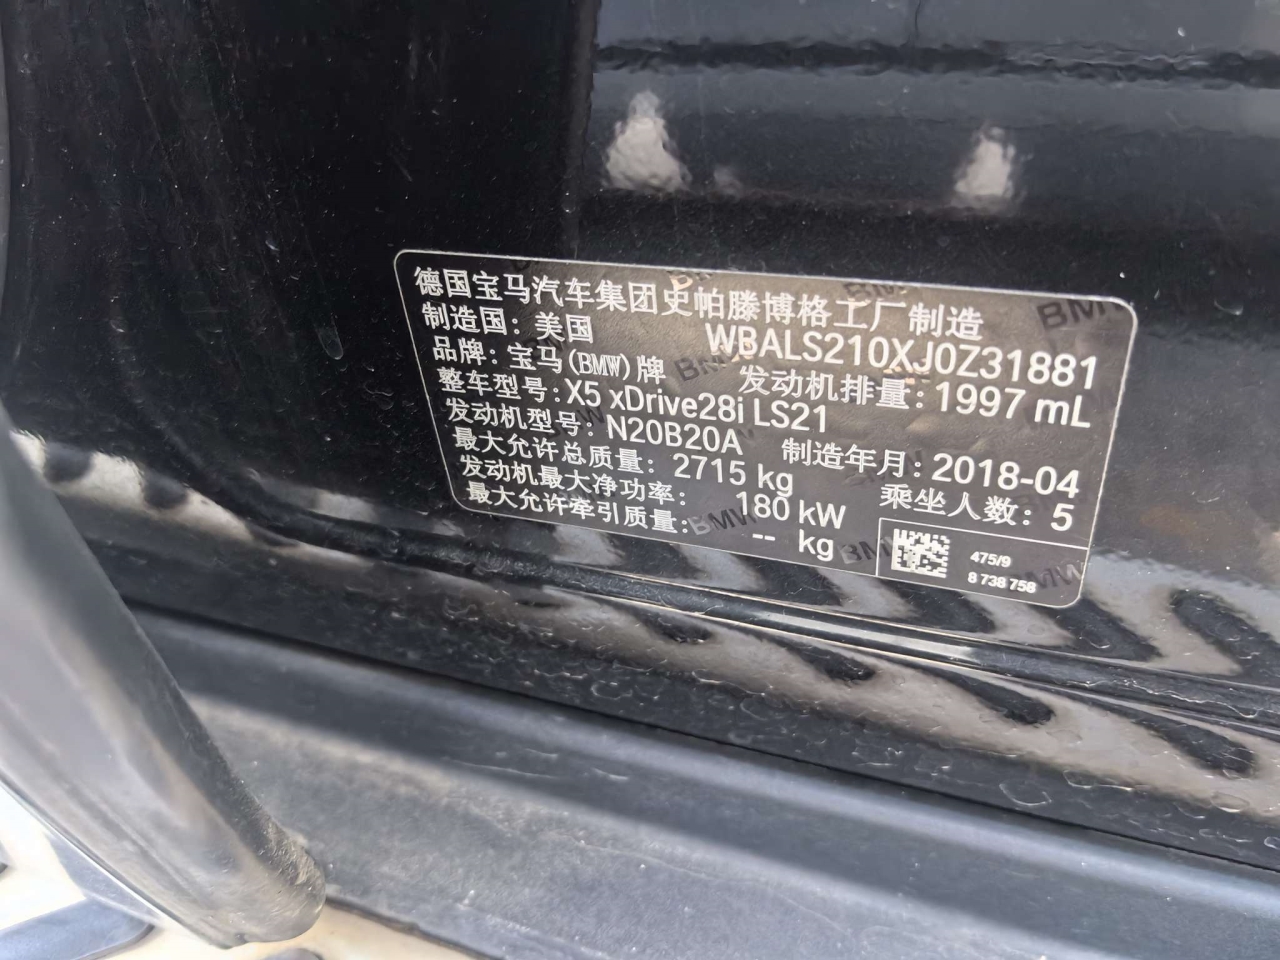 德国宝马汽车集团史帕滕博格工厂制造
制造国: 美国 WBALS210XJ0Z31881
品牌: 宝马(BMW)牌 发动机排量: 1997 mL
整车型号: X5 xDrive28i LS21
发动机型号: N20B20A 制造年月: 2018-04
最大允许总质量: 2715 kg 乘坐人数: 5
发动机最大净功率: 180 kW
最大允许牵引质量: -- kg
475/9
8 738 758